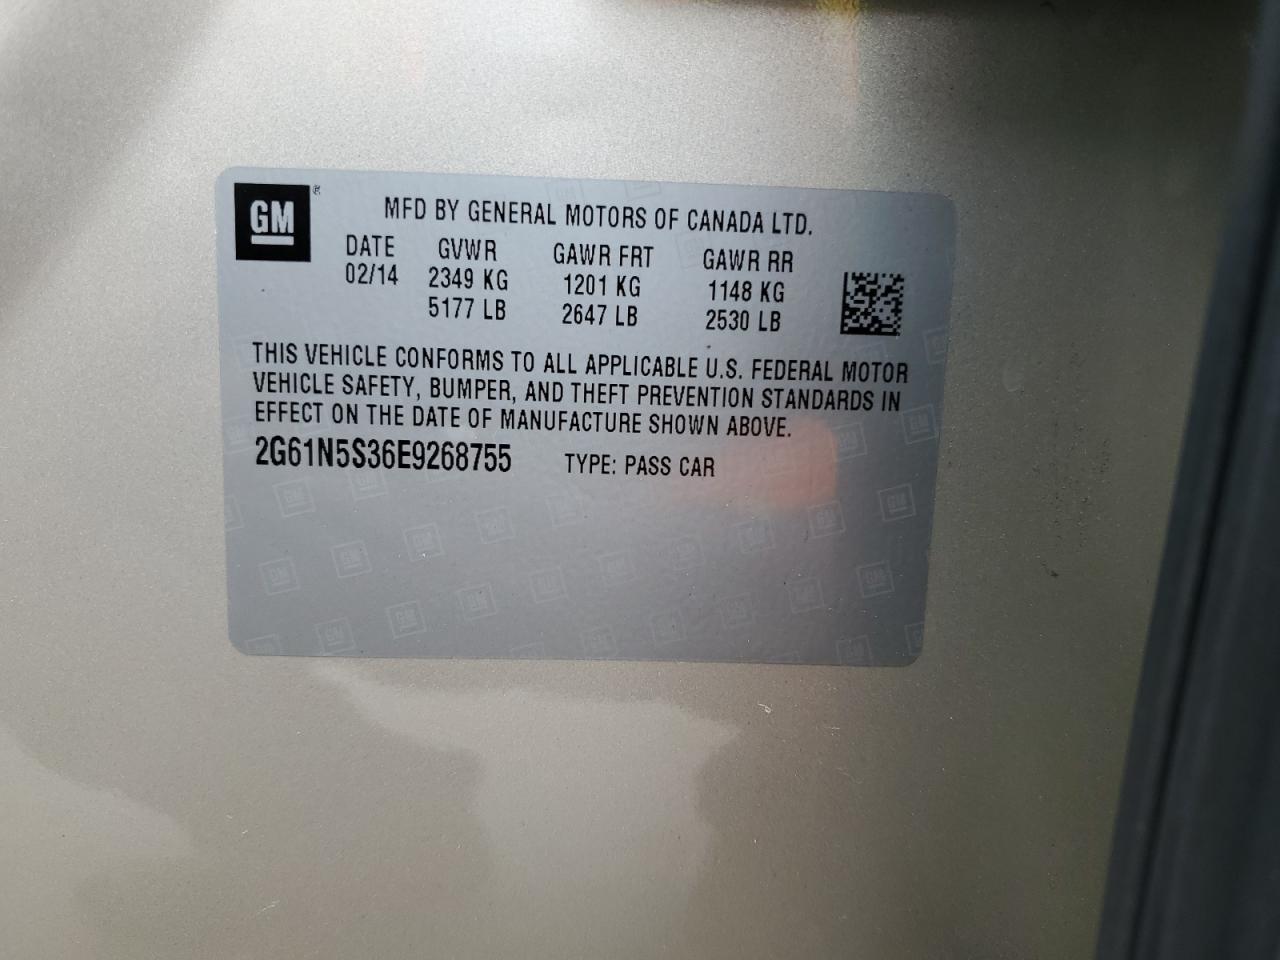 GM ®
MFD BY GENERAL MOTORS OF CANADA LTD.
DATE GVWR GAWR FRT GAWR RR
02/14 2349 KG 1201 KG 1148 KG
5177 LB 2647 LB 2530 LB
THIS VEHICLE CONFORMS TO ALL APPLICABLE U.S. FEDERAL MOTOR
VEHICLE SAFETY, BUMPER, AND THEFT PREVENTION STANDARDS IN
EFFECT ON THE DATE OF MANUFACTURE SHOWN ABOVE.
2G61N5S36E9268755 TYPE: PASS CAR